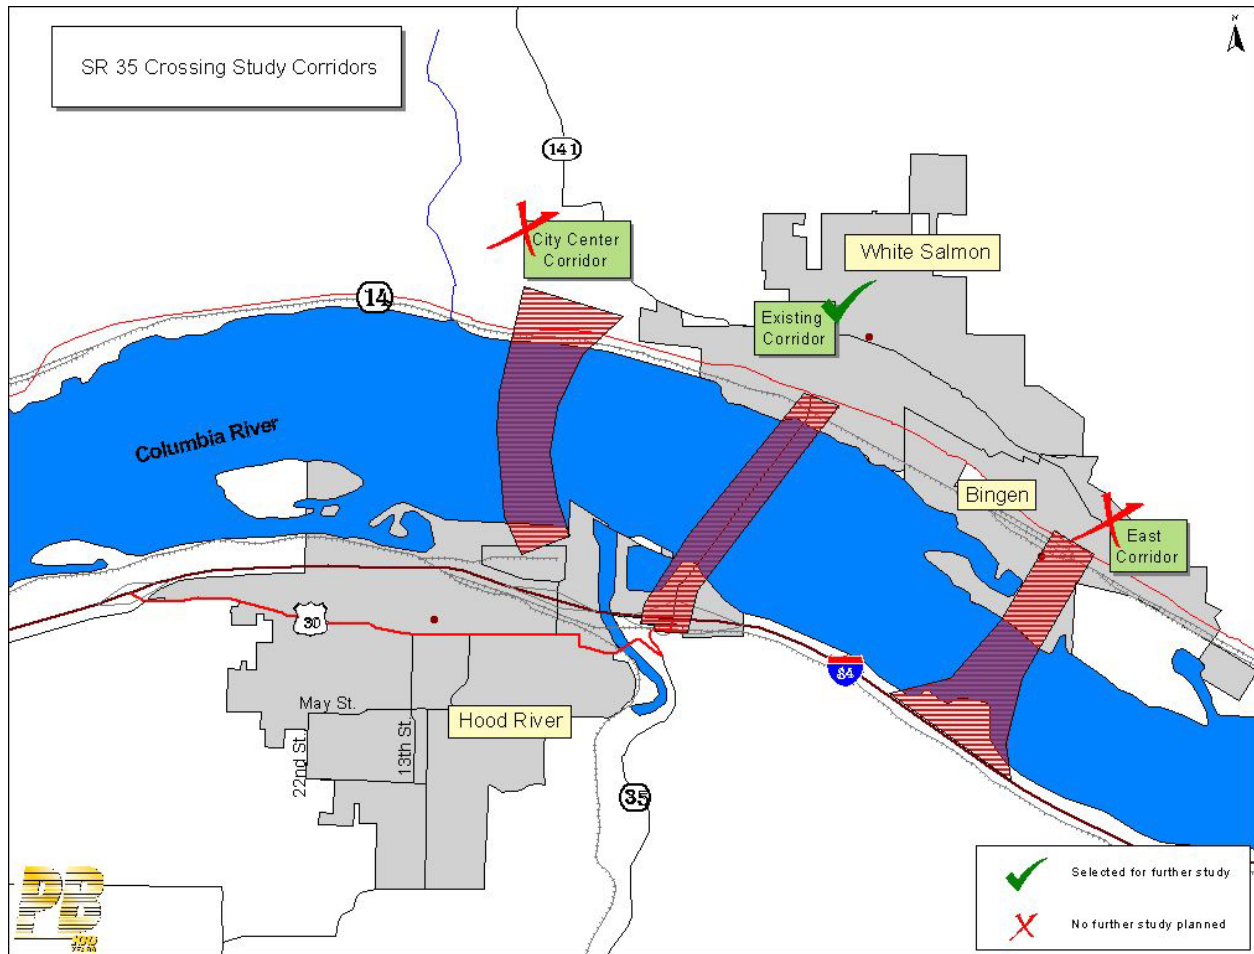 N
SR 35 Crossing Study Corridors
141
City Center
Corridor
White Salmon
14
Existing
Corridor
Columbia River
Bingen
East
Corridor
30
84
May St.
Hood River
22nd St.
13th St.
35
Selected for further study
No further study planned
PB
100
YEARS